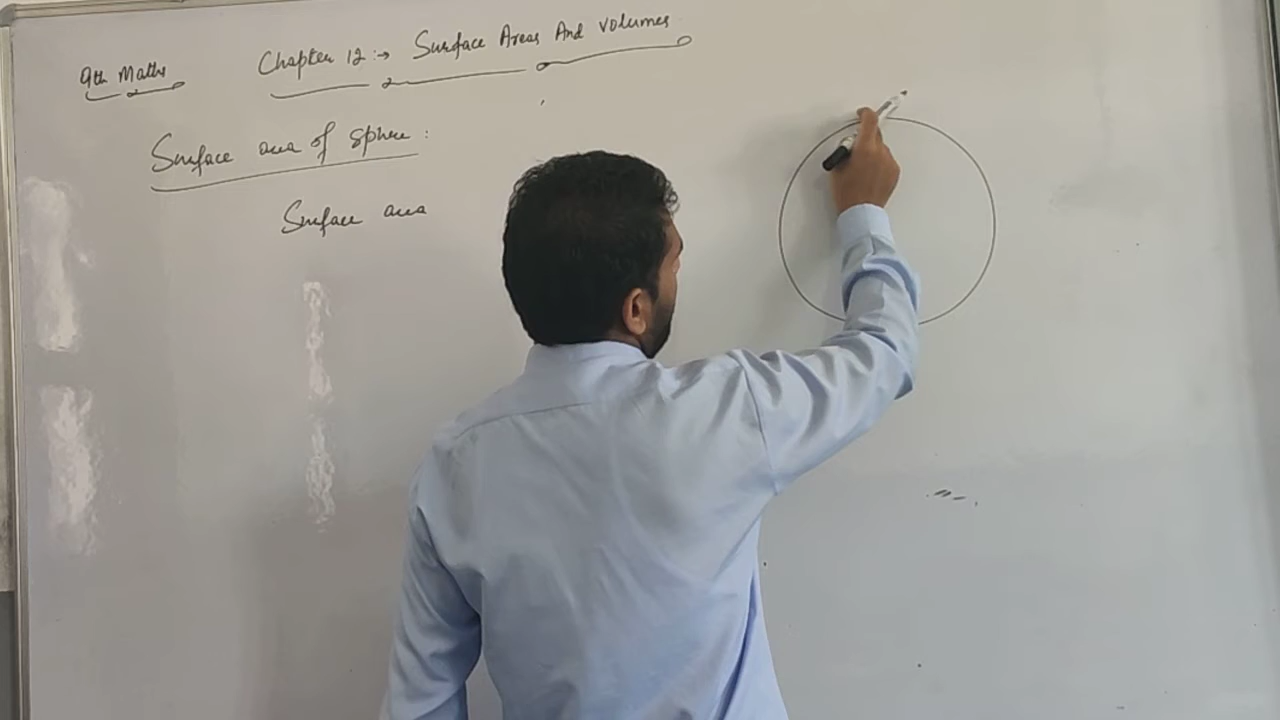 9th Maths Chapter 12:→ Surface Areas And Volumes
Surface area of sphere :
Surface area